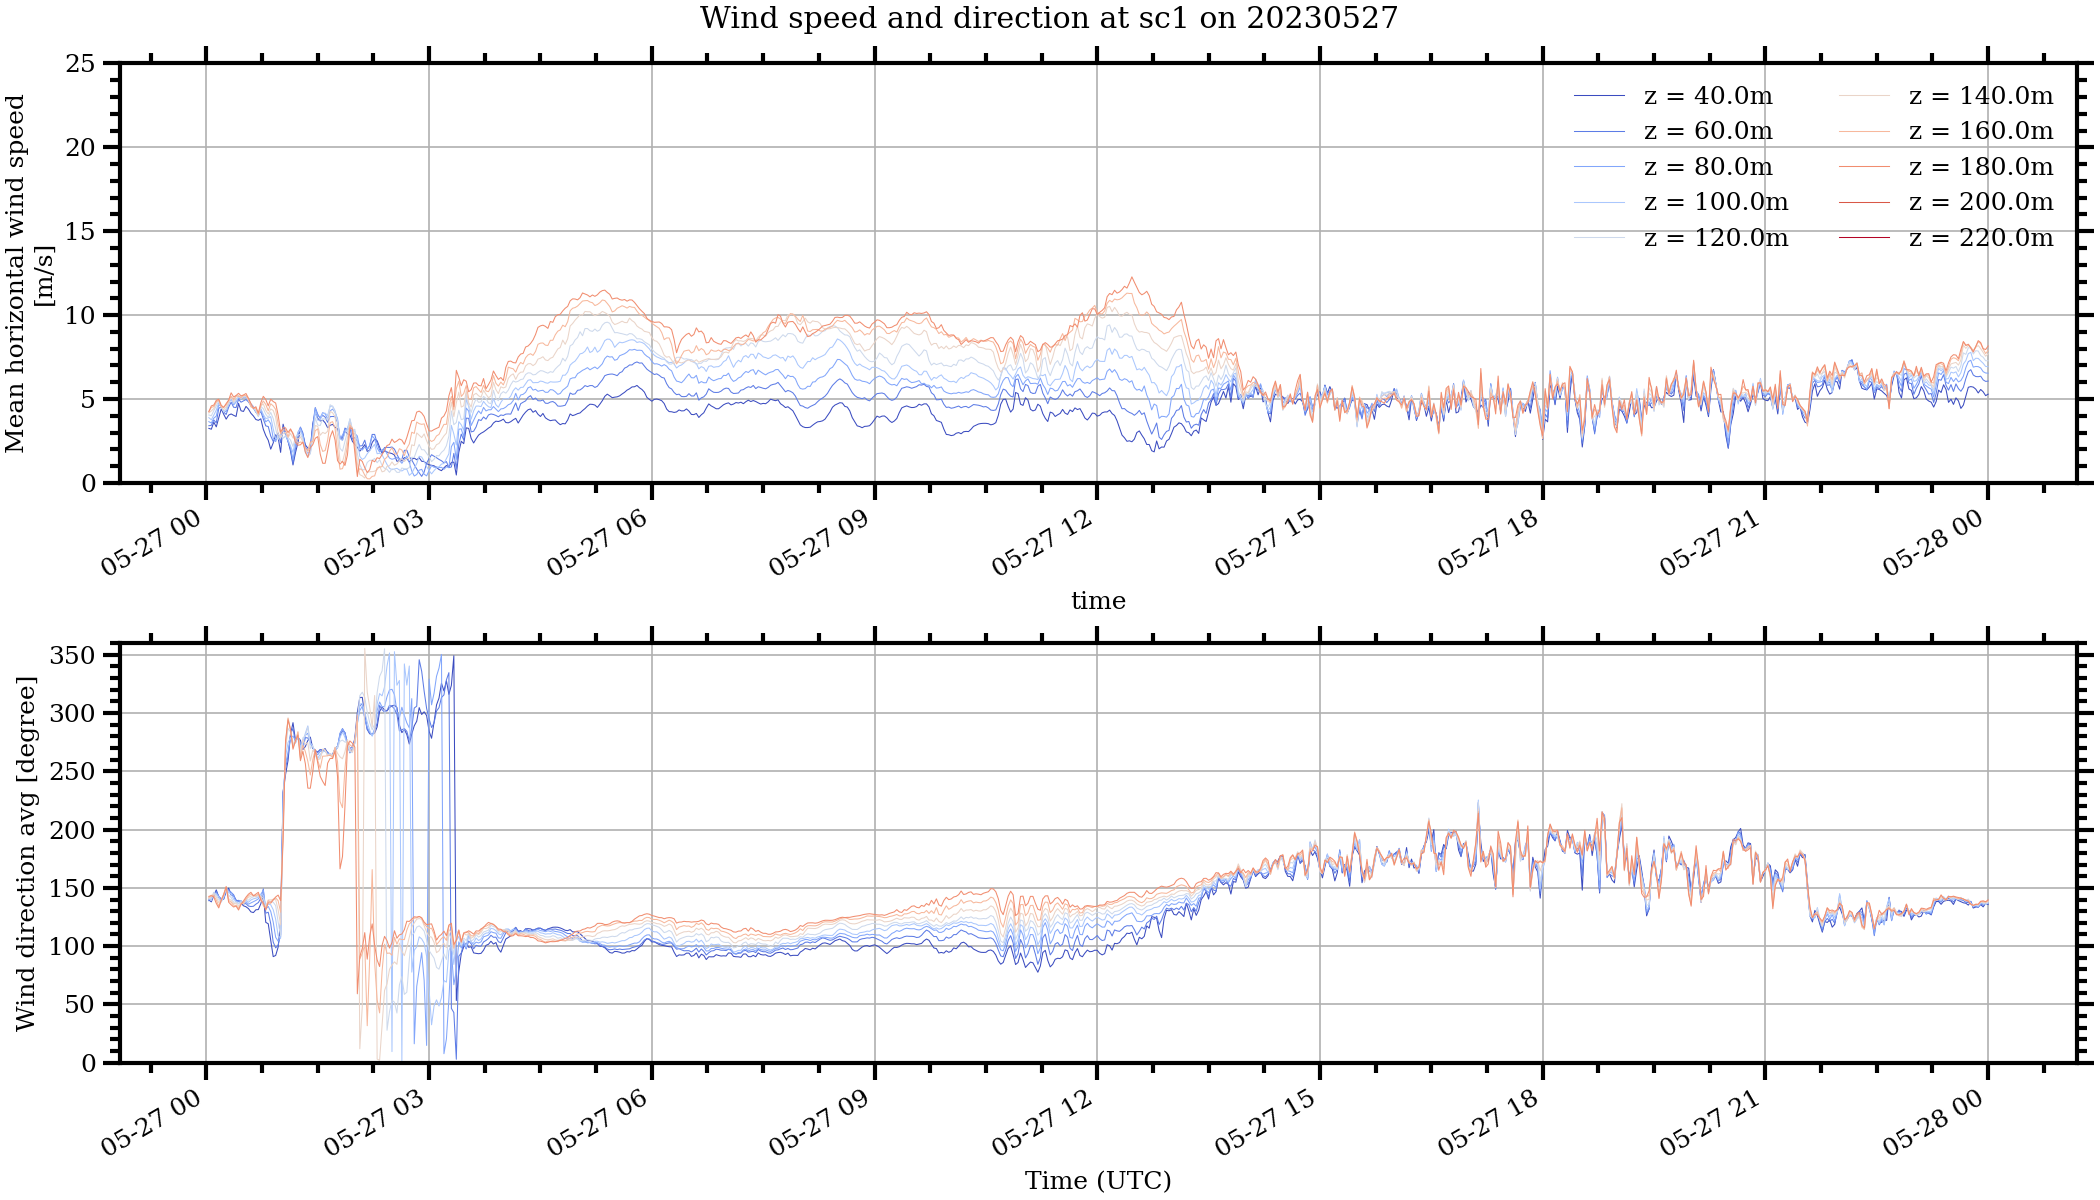 Wind speed and direction at sc1 on 20230527
Mean horizontal wind speed
[m/s]
25
20
15
10
5
0
z = 40.0m
z = 60.0m
z = 80.0m
z = 100.0m
z = 120.0m
z = 140.0m
z = 160.0m
z = 180.0m
z = 200.0m
z = 220.0m
05-27 00
05-27 03
05-27 06
05-27 09
05-27 12
05-27 15
05-27 18
05-27 21
05-28 00
time
Wind direction avg [degree]
350
300
250
200
150
100
50
0
05-27 00
05-27 03
05-27 06
05-27 09
05-27 12
05-27 15
05-27 18
05-27 21
05-28 00
Time (UTC)